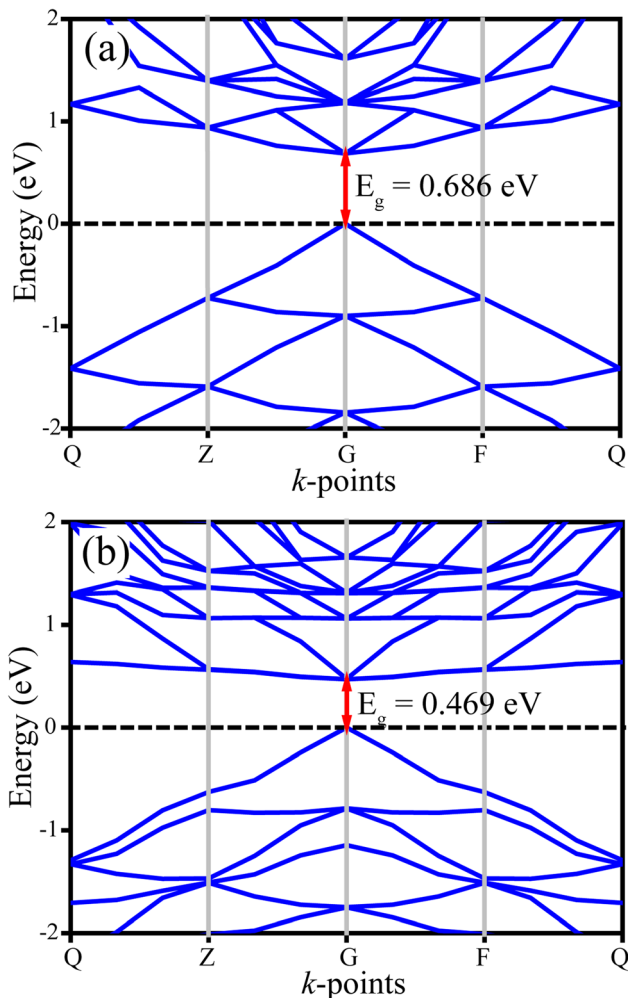 2
(a)
1
E_g = 0.686 eV
0
Energy (eV)
-1
-2
Q Z G F Q
k-points
2
(b)
1
E_g = 0.469 eV
0
Energy (eV)
-1
-2
Q Z G F Q
k-points